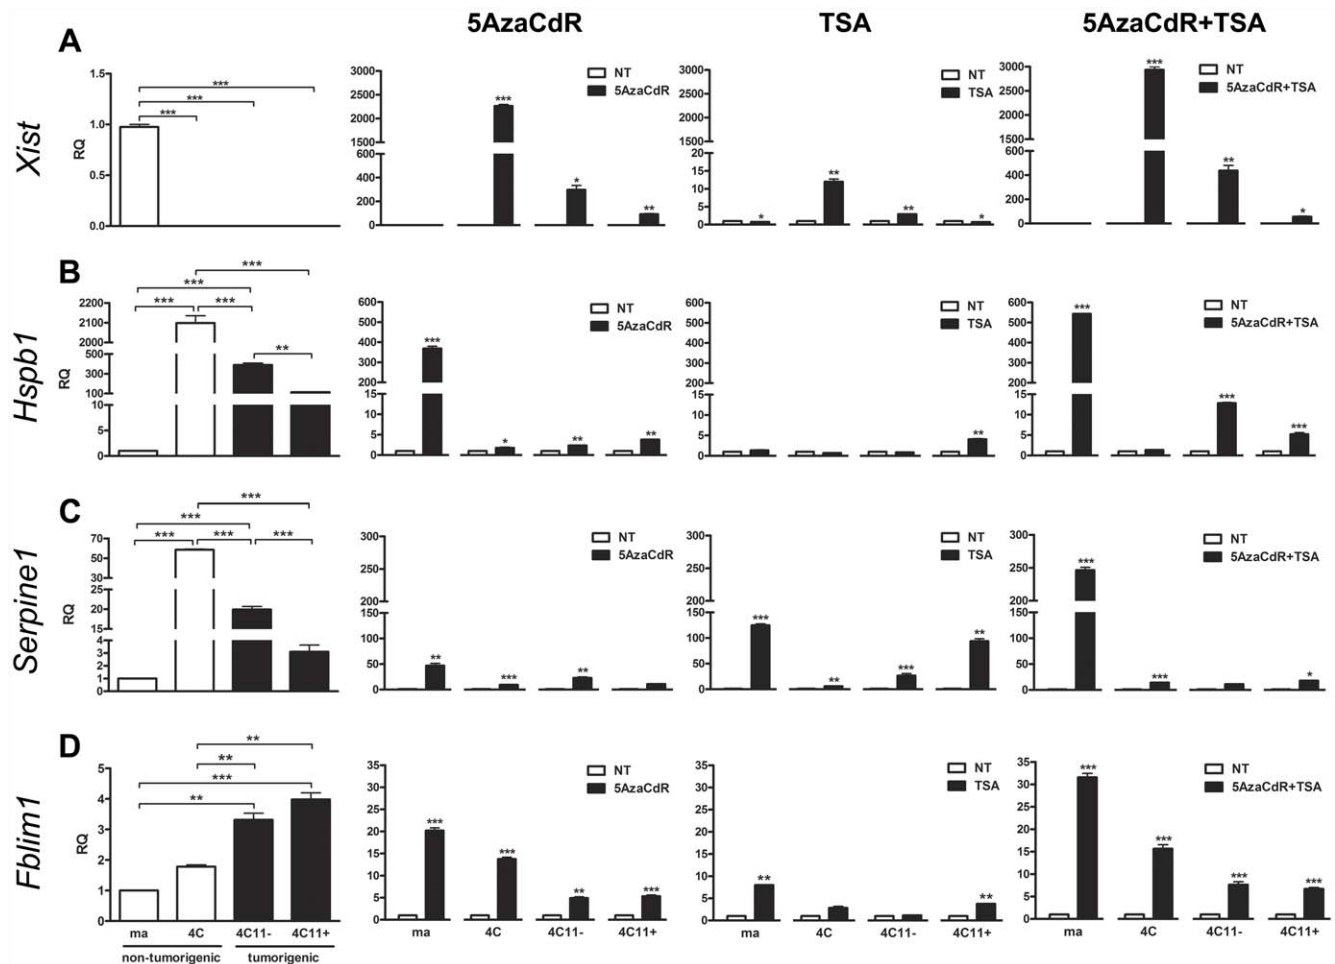 5AzaCdR TSA 5AzaCdR+TSA
A
Xist
RQ
1.5
1.0
0.5
0.0
*** *** ***
3000
2500
2000
1500
600
400
200
0
NT
5AzaCdR
*** * **
3000
2500
2000
1500
20
15
10
5
0
NT
TSA
* ** ** *
3000
2500
2000
1500
600
400
200
0
NT
5AzaCdR+TSA
*** ** *
B
Hspb1
RQ
2200
2100
2000
500
300
100
10
5
0
*** *** *** *** **
600
500
400
300
200
15
10
5
0
NT
5AzaCdR
*** * ** **
600
500
400
300
200
15
10
5
0
NT
TSA
**
600
500
400
300
200
15
10
5
0
NT
5AzaCdR+TSA
*** *** ***
C
Serpine1
RQ
70
50
30
25
20
15
4
3
2
1
0
*** *** *** *** ***
300
250
200
150
100
50
0
NT
5AzaCdR
** *** **
300
250
200
150
100
50
0
NT
TSA
*** ** *** **
300
250
200
150
100
50
0
NT
5AzaCdR+TSA
*** *** *
D
Fblim1
RQ
5
4
3
2
1
0
** ** *** **
ma 4C 4C11- 4C11+
non-tumorigenic tumorigenic
35
30
25
20
15
10
5
0
NT
5AzaCdR
*** *** ** ***
ma 4C 4C11- 4C11+
35
30
25
20
15
10
5
0
NT
TSA
** **
ma 4C 4C11- 4C11+
35
30
25
20
15
10
5
0
NT
5AzaCdR+TSA
*** *** *** ***
ma 4C 4C11- 4C11+